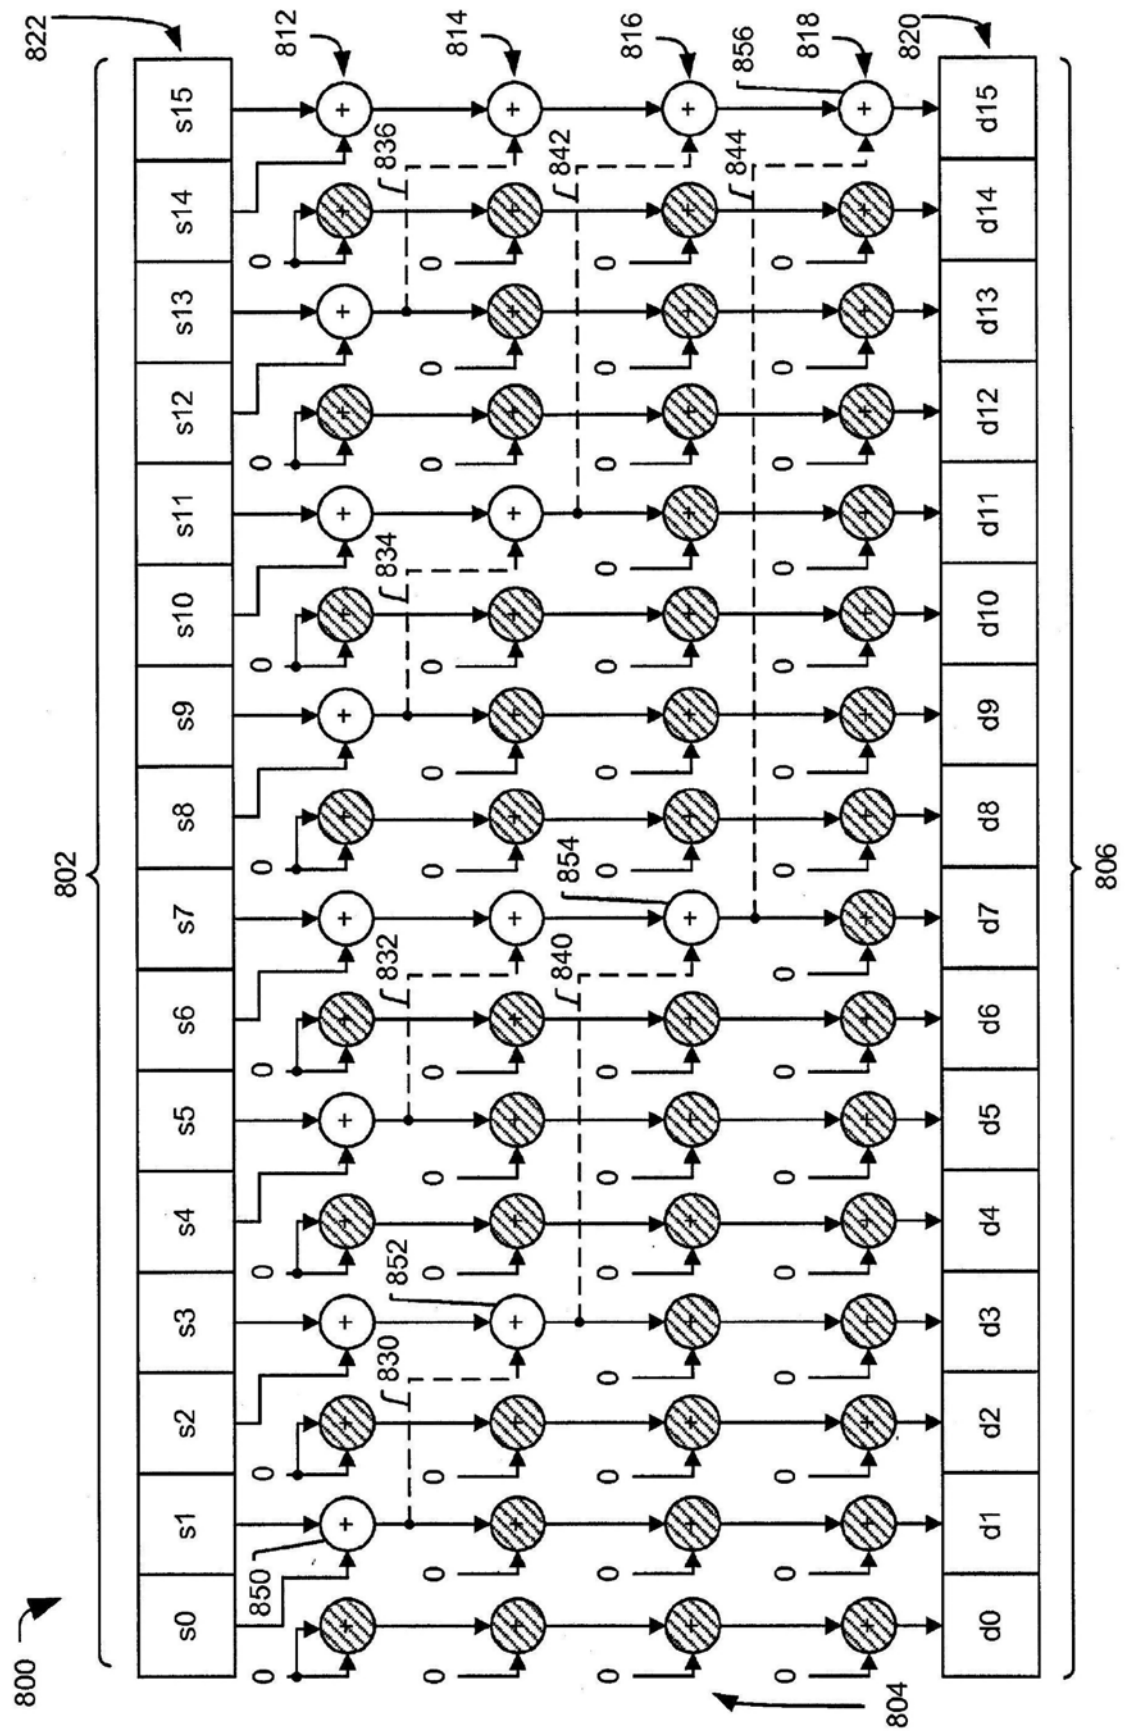 800
802
822
s0 s1 s2 s3 s4 s5 s6 s7 s8 s9 s10 s11 s12 s13 s14 s15
0 850 0 0 0 0 0 0 0 812
+ + + + + + + + + + + + + + + +
830 852 832 834 836
0 0 0 0 0 0 0 0 0 0 0 0 814
+ + + + + + + + + + + + + + + +
840 854 842
0 0 0 0 0 0 0 0 0 0 0 0 0 0 816
+ + + + + + + + + + + + + + + +
844 856
0 0 0 0 0 0 0 0 0 0 0 0 0 0 0 818
+ + + + + + + + + + + + + + + +
804 820
d0 d1 d2 d3 d4 d5 d6 d7 d8 d9 d10 d11 d12 d13 d14 d15
806